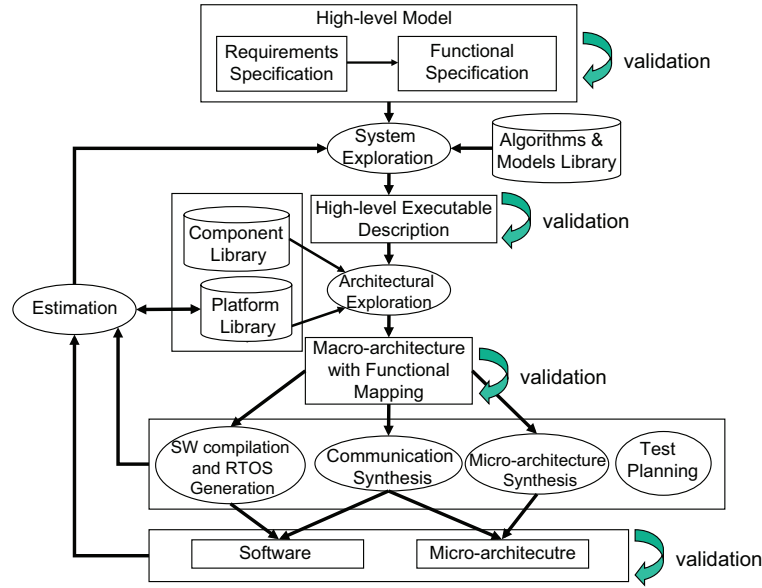 High-level Model
Requirements
Specification
Functional
Specification
validation
System
Exploration
Algorithms &
Models Library
High-level Executable
Description
validation
Component
Library
Architectural
Exploration
Estimation
Platform
Library
Macro-architecture
with Functional
Mapping
validation
SW compilation
and RTOS
Generation
Communication
Synthesis
Micro-architecture
Synthesis
Test
Planning
Software
Micro-architecutre
validation